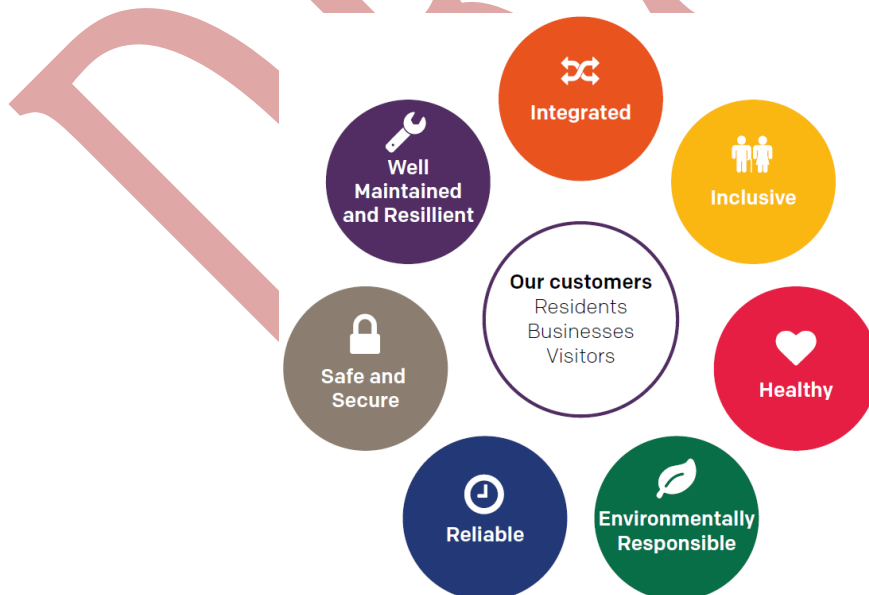 Integrated
Inclusive
Healthy
Environmentally
Responsible
Reliable
Safe and
Secure
Well
Maintained
and Resillient
Our customers
Residents
Businesses
Visitors